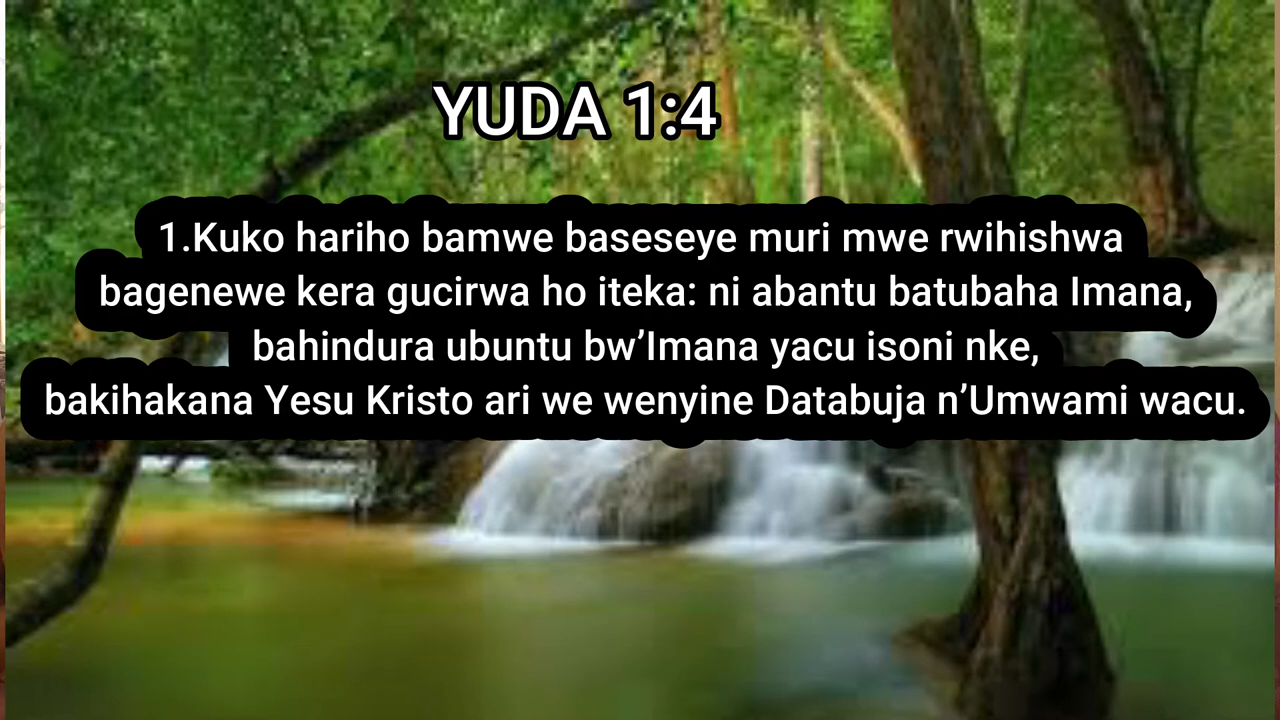 YUDA 1:4
1.Kuko hariho bamwe baseseye muri mwe rwihishwa
bagenewe kera gucirwa ho iteka: ni abantu batubaha Imana,
bahindura ubuntu bw’Imana yacu isoni nke,
bakihakana Yesu Kristo ari we wenyine Databuja n’Umwami wacu.